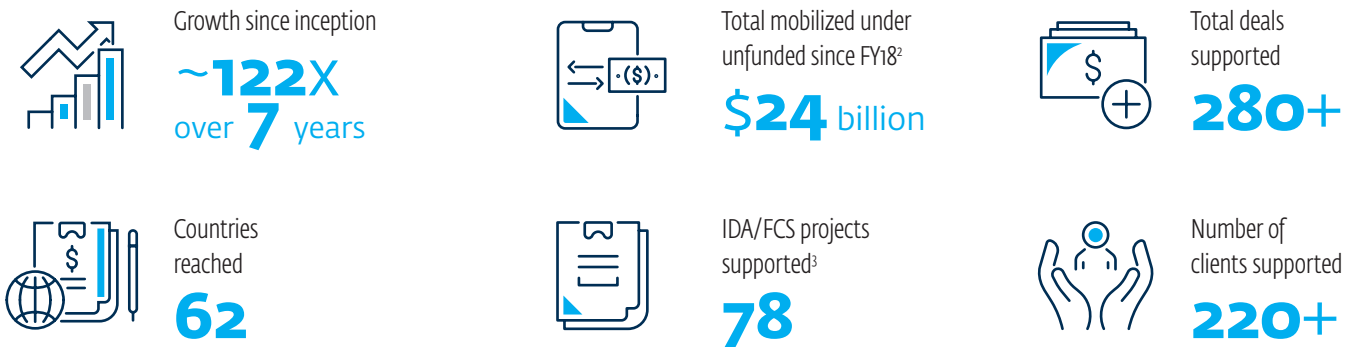 Growth since inception
~122X
over 7 years
Total mobilized under
unfunded since FY18²
$24 billion
Total deals
supported
280+
Countries
reached
62
IDA/FCS projects
supported³
78
Number of
clients supported
220+
($)
$
$